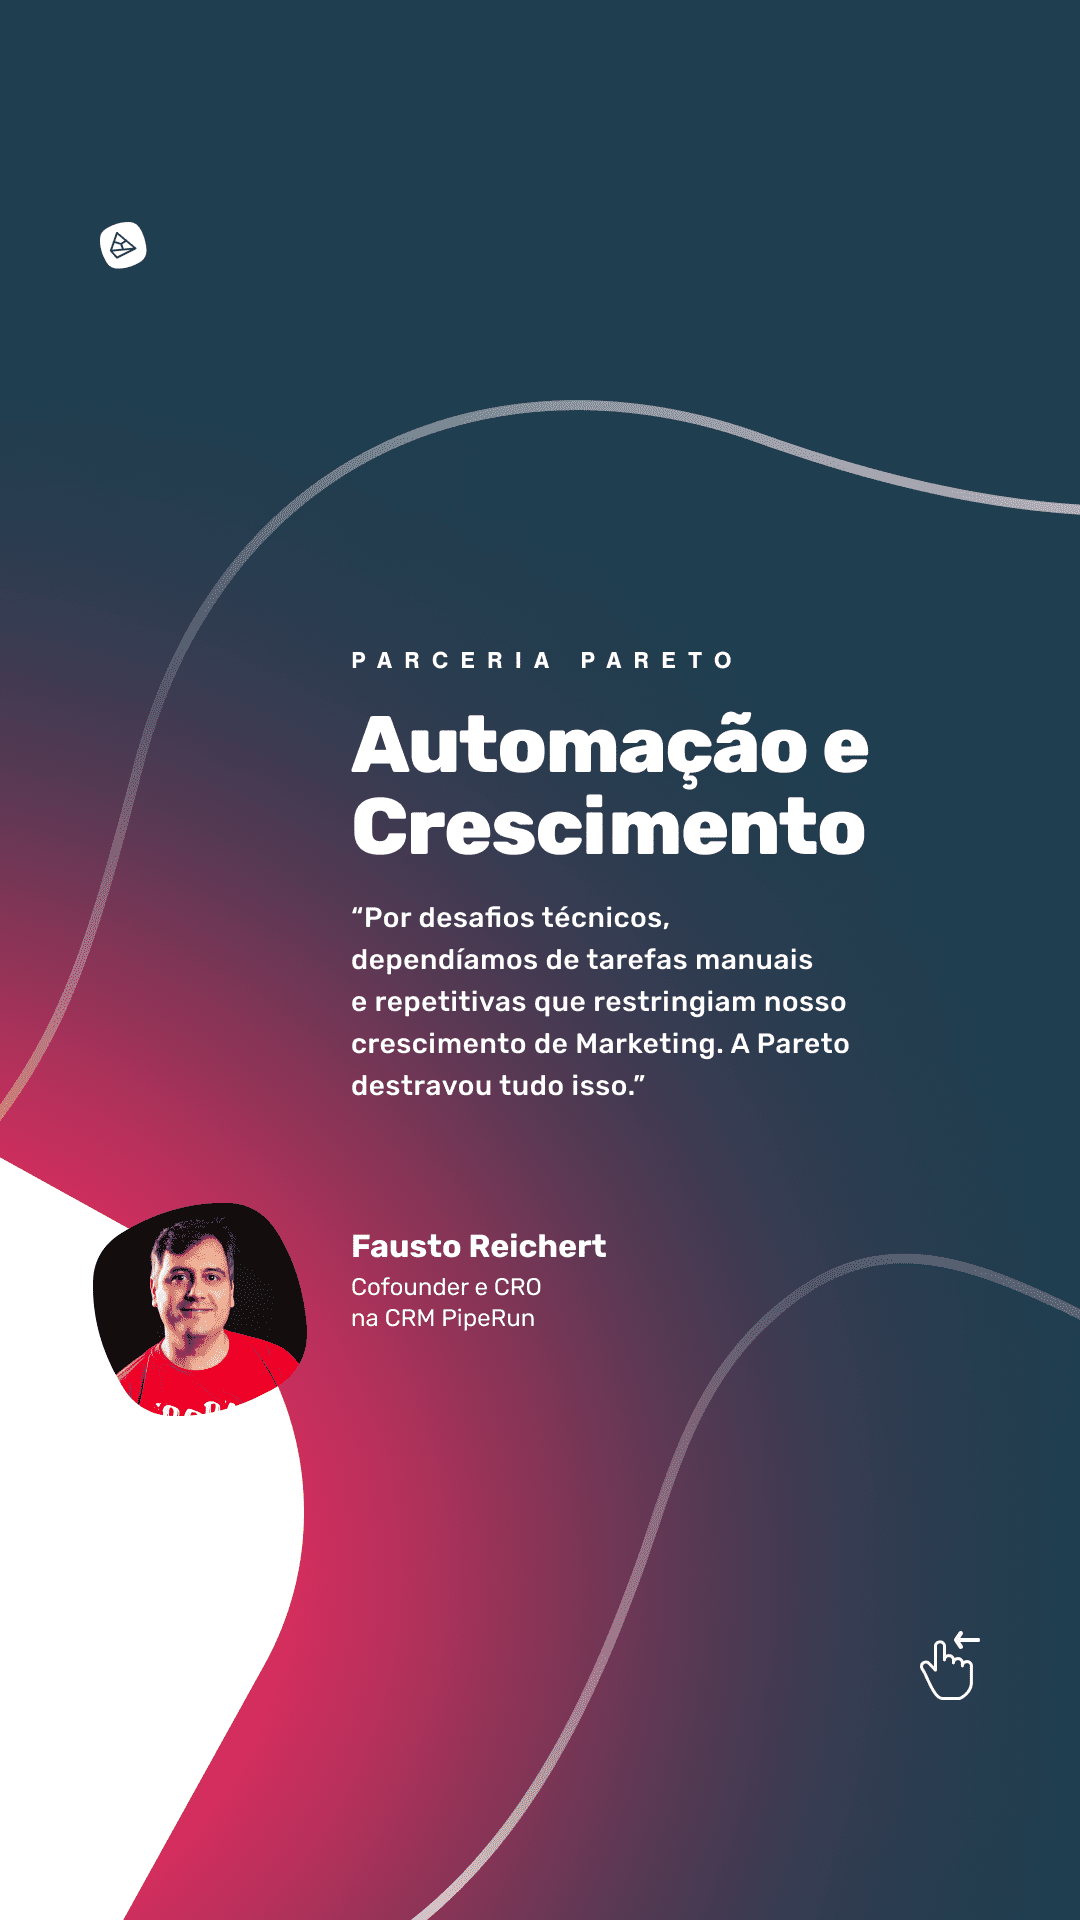 PARCERIA PARETO
Automação e
Crescimento
“Por desafios técnicos,
dependíamos de tarefas manuais
e repetitivas que restringiam nosso
crescimento de Marketing. A Pareto
destravou tudo isso.”
Fausto Reichert
Cofounder e CRO
na CRM PipeRun